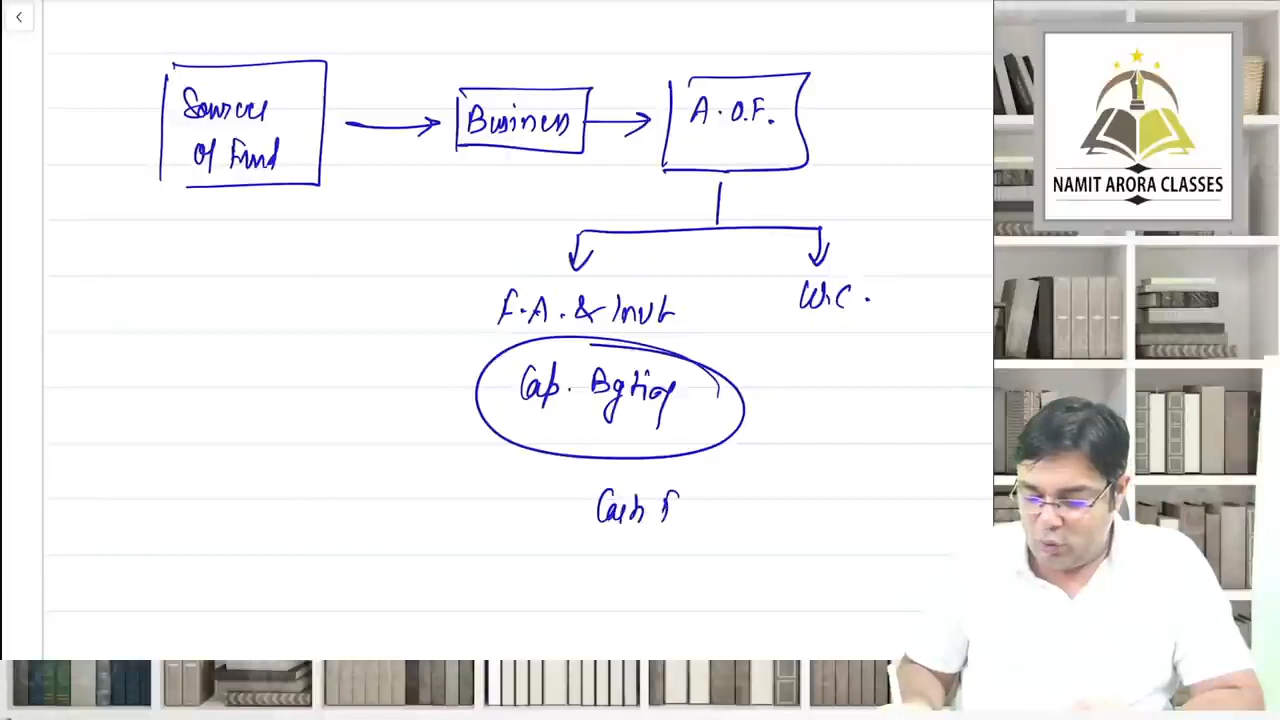 Sources
of Fund
Business
A.O.F.
F.A. & Invt
W.C.
Cap. Bgting
Cash f
NAMIT ARORA CLASSES